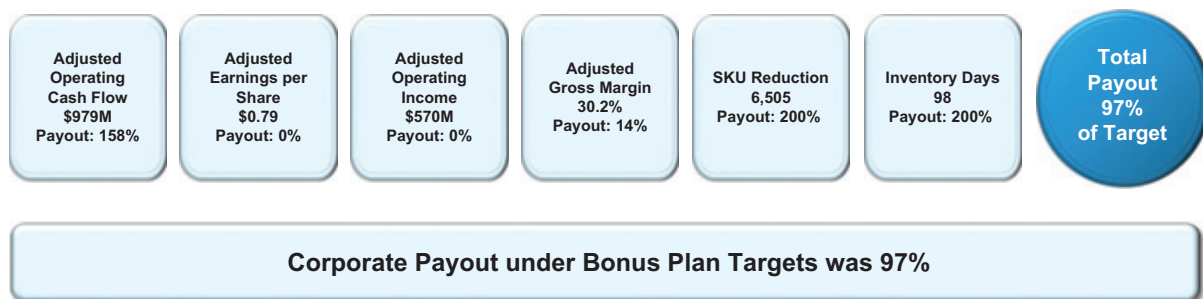 Adjusted
Operating
Cash Flow
$979M
Payout: 158%
Adjusted
Earnings per
Share
$0.79
Payout: 0%
Adjusted
Operating
Income
$570M
Payout: 0%
Adjusted
Gross Margin
30.2%
Payout: 14%
SKU Reduction
6,505
Payout: 200%
Inventory Days
98
Payout: 200%
Total
Payout
97%
of Target
Corporate Payout under Bonus Plan Targets was 97%